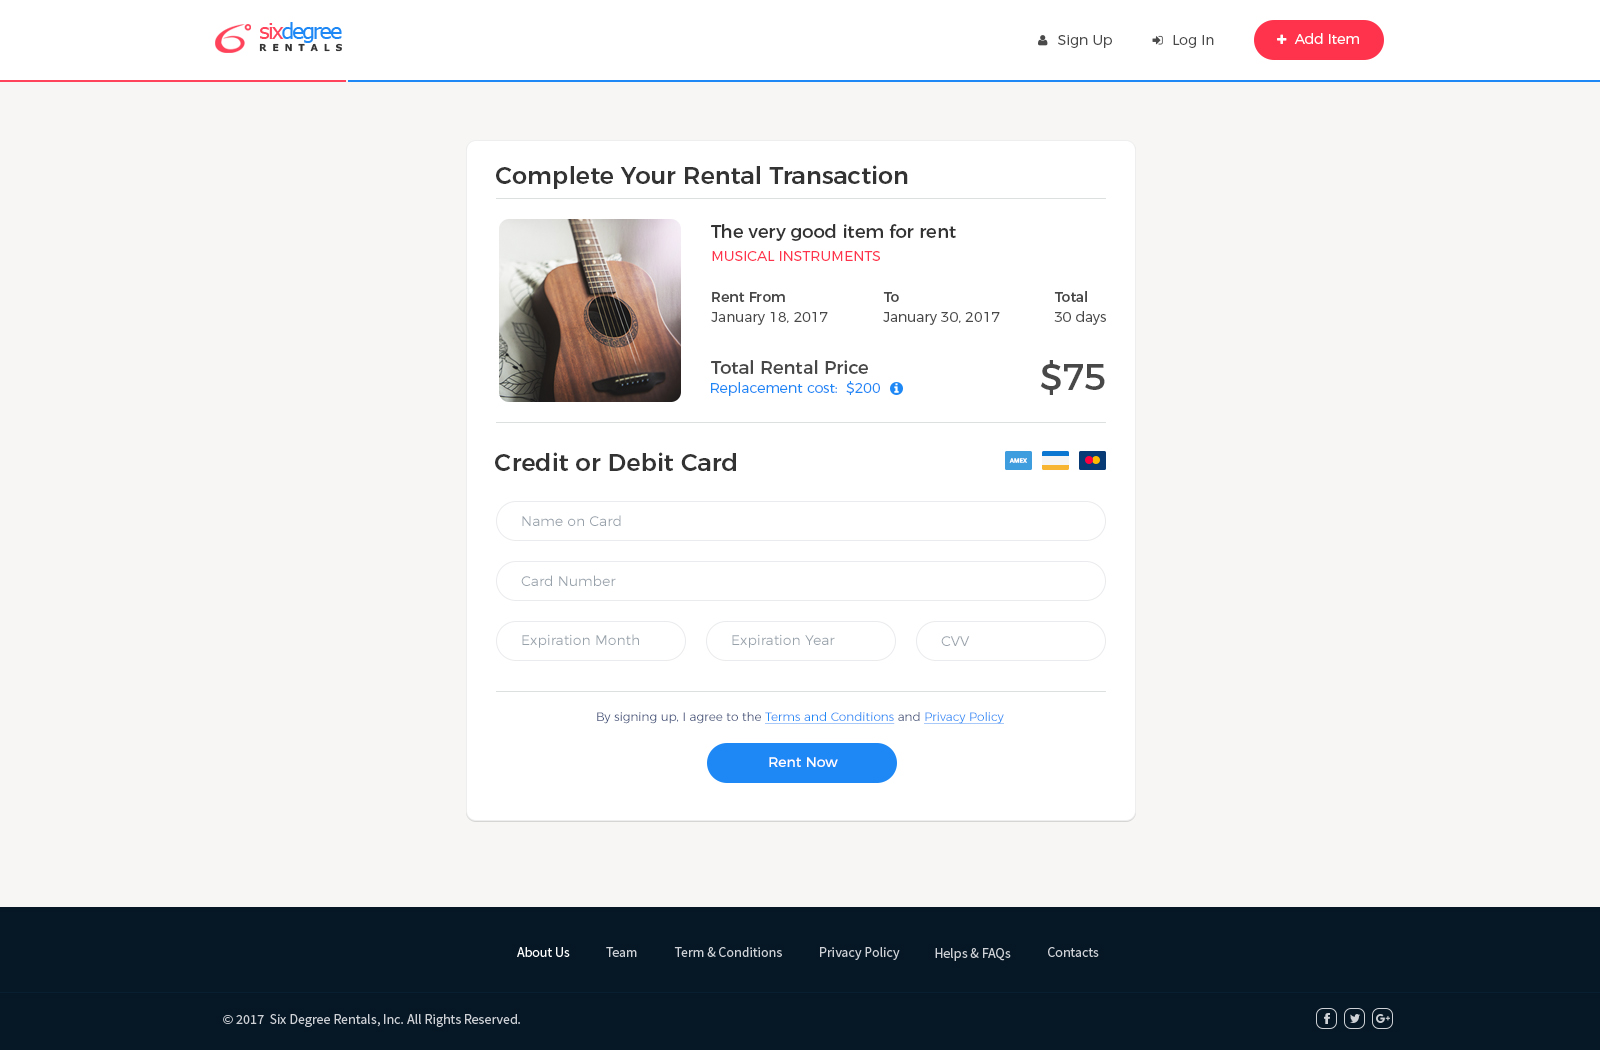 sixdegree
RENTALS
Sign Up
Log In
Add Item
Complete Your Rental Transaction
The very good item for rent
MUSICAL INSTRUMENTS
Rent From To Total
January 18, 2017 January 30, 2017 30 days
Total Rental Price
Replacement cost: $200
$75
Credit or Debit Card
AMEX
Name on Card
Card Number
Expiration Month Expiration Year CVV
By signing up, I agree to the Terms and Conditions and Privacy Policy
Rent Now
About Us Team Term & Conditions Privacy Policy Helps & FAQs Contacts
© 2017 Six Degree Rentals, Inc. All Rights Reserved.